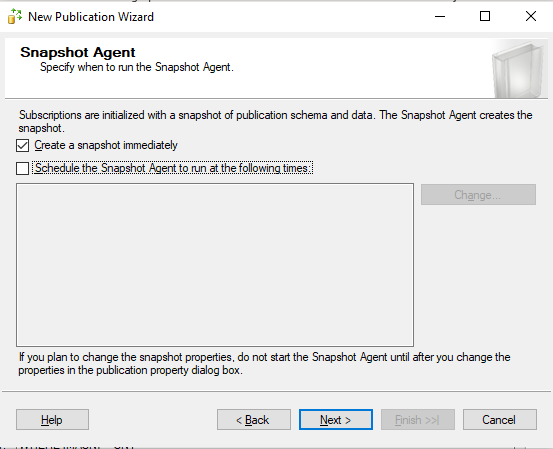 New Publication Wizard
Snapshot Agent
Specify when to run the Snapshot Agent.
Subscriptions are initialized with a snapshot of publication schema and data. The Snapshot Agent creates the
snapshot.
Create a snapshot immediately
Schedule the Snapshot Agent to run at the following times:
Change...
If you plan to change the snapshot properties, do not start the Snapshot Agent until after you change the
properties in the publication property dialog box.
Help
< Back
Next >
Finish >>|
Cancel